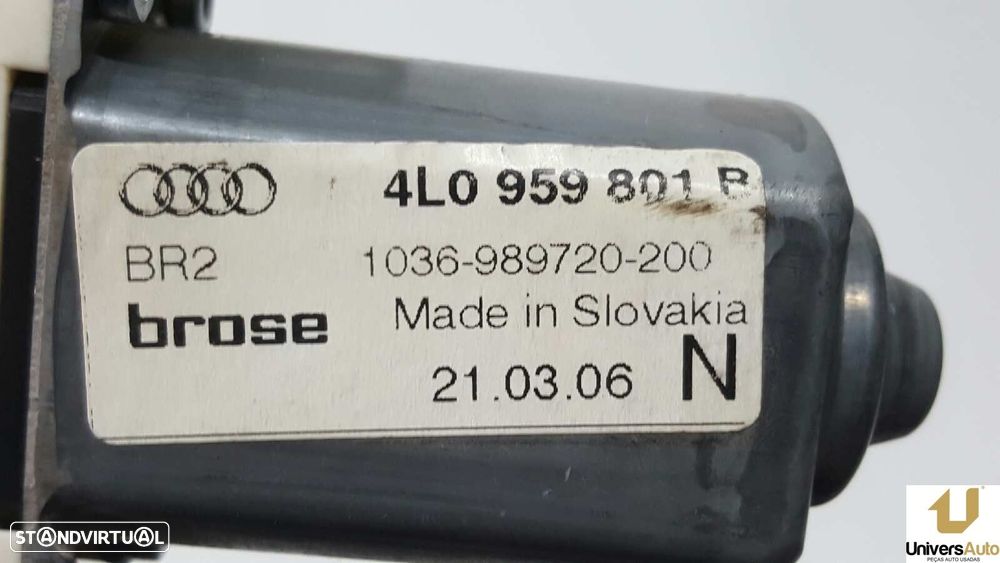 4L0 959 801 B
BR2 1036-989720-200
brose Made in Slovakia
21.03.06 N
STANDVIRTUAL
UniversAuto
PEÇAS AUTO USADAS